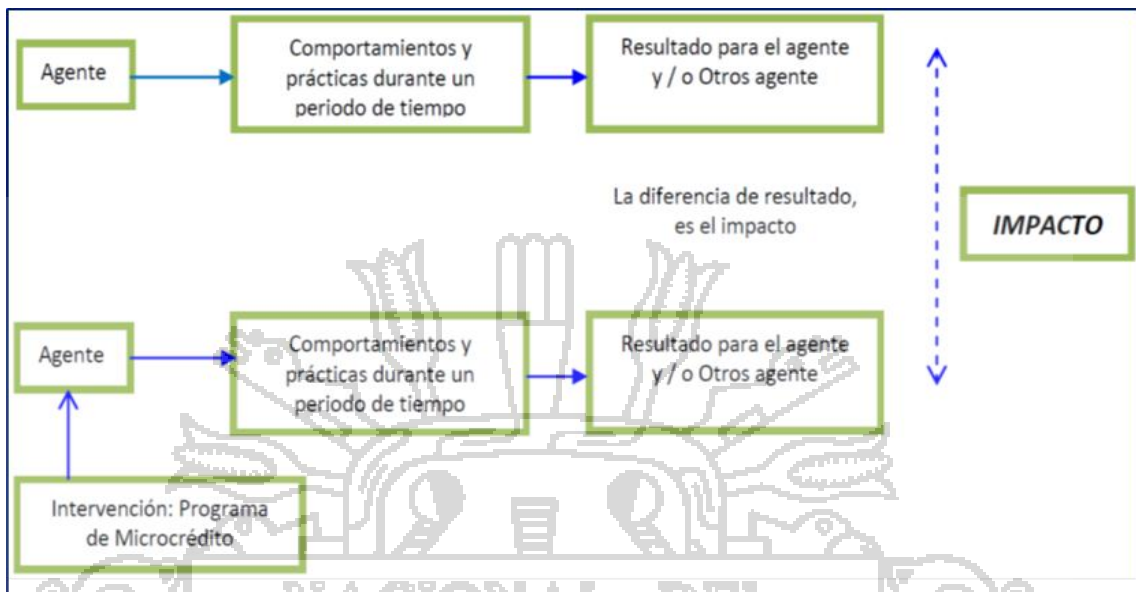 Agente
Comportamientos y
prácticas durante un
periodo de tiempo
Resultado para el agente
y / o Otros agente
La diferencia de resultado,
es el impacto
IMPACTO
Agente
Comportamientos y
prácticas durante un
periodo de tiempo
Resultado para el agente
y / o Otros agente
Intervención: Programa
de Microcrédito